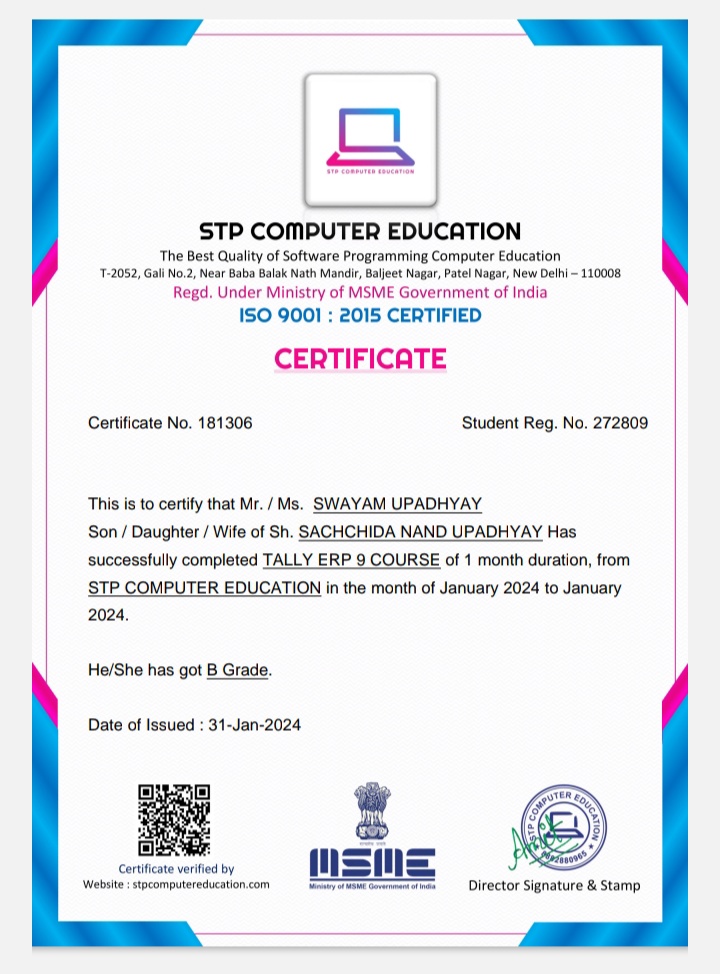 STP COMPUTER EDUCATION
STP COMPUTER EDUCATION
The Best Quality of Software Programming Computer Education
T-2052, Gali No.2, Near Baba Balak Nath Mandir, Baljeet Nagar, Patel Nagar, New Delhi – 110008
Regd. Under Ministry of MSME Government of India
ISO 9001 : 2015 CERTIFIED
CERTIFICATE
Certificate No. 181306
Student Reg. No. 272809
This is to certify that Mr. / Ms. SWAYAM UPADHYAY
Son / Daughter / Wife of Sh. SACHCHIDA NAND UPADHYAY Has
successfully completed TALLY ERP 9 COURSE of 1 month duration, from
STP COMPUTER EDUCATION in the month of January 2024 to January
2024.
He/She has got B Grade.
Date of Issued : 31-Jan-2024
Certificate verified by
Website : stpcomputereducation.com
MSME
Ministry of MSME Government of India
STP COMPUTER EDUCATION
Director Signature & Stamp